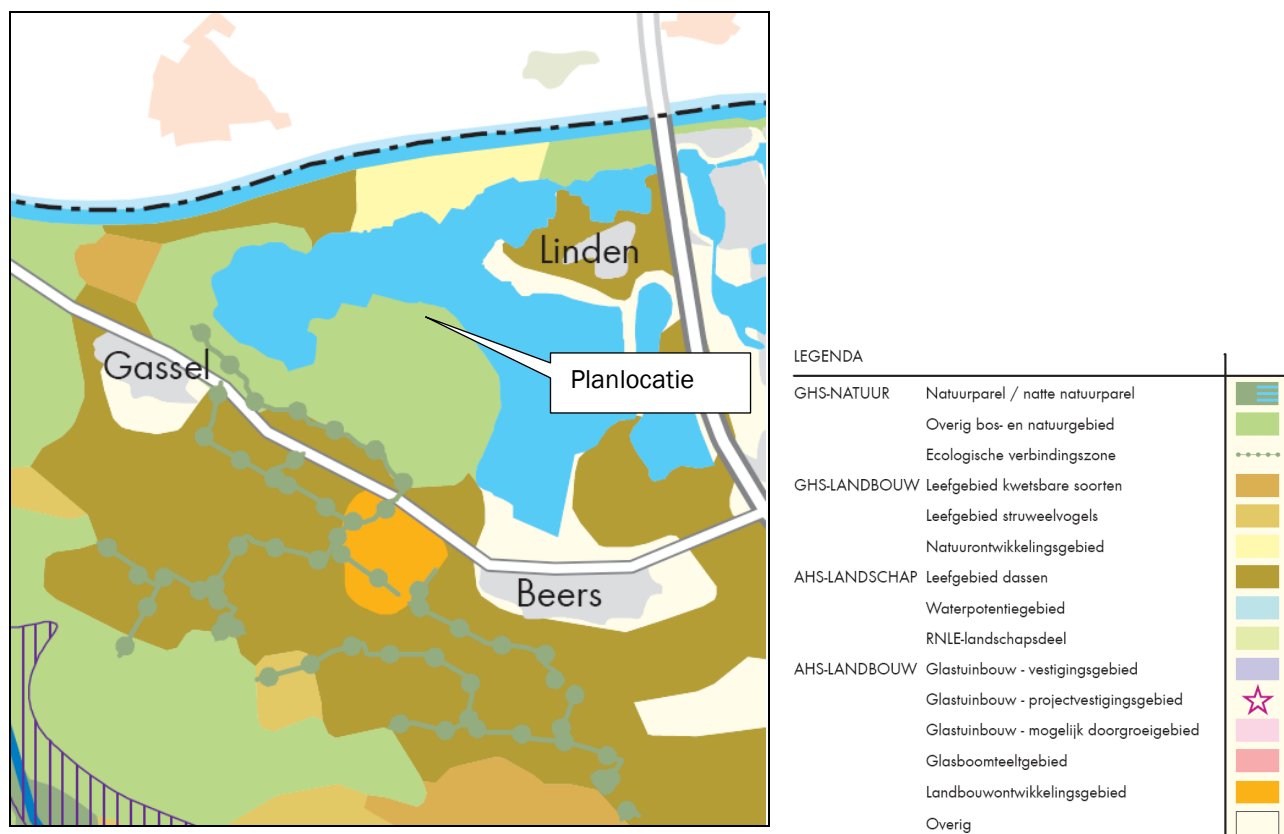 Linden
Gassel
Planlocatie
Beers
LEGENDA
GHS-NATUUR Natuurparel / natte natuurparel
Overig bos- en natuurgebied
Ecologische verbindingszone
GHS-LANDBOUW Leefgebied kwetsbare soorten
Leefgebied struweelvogels
Natuurontwikkelingsgebied
AHS-LANDSCHAP Leefgebied dassen
Waterpotentiegebied
RNLE-landschapsdeel
AHS-LANDBOUW Glastuinbouw - vestigingsgebied
Glastuinbouw - projectvestigingsgebied
Glastuinbouw - mogelijk doorgroeigebied
Glasboomteeltgebied
Landbouwontwikkelingsgebied
Overig